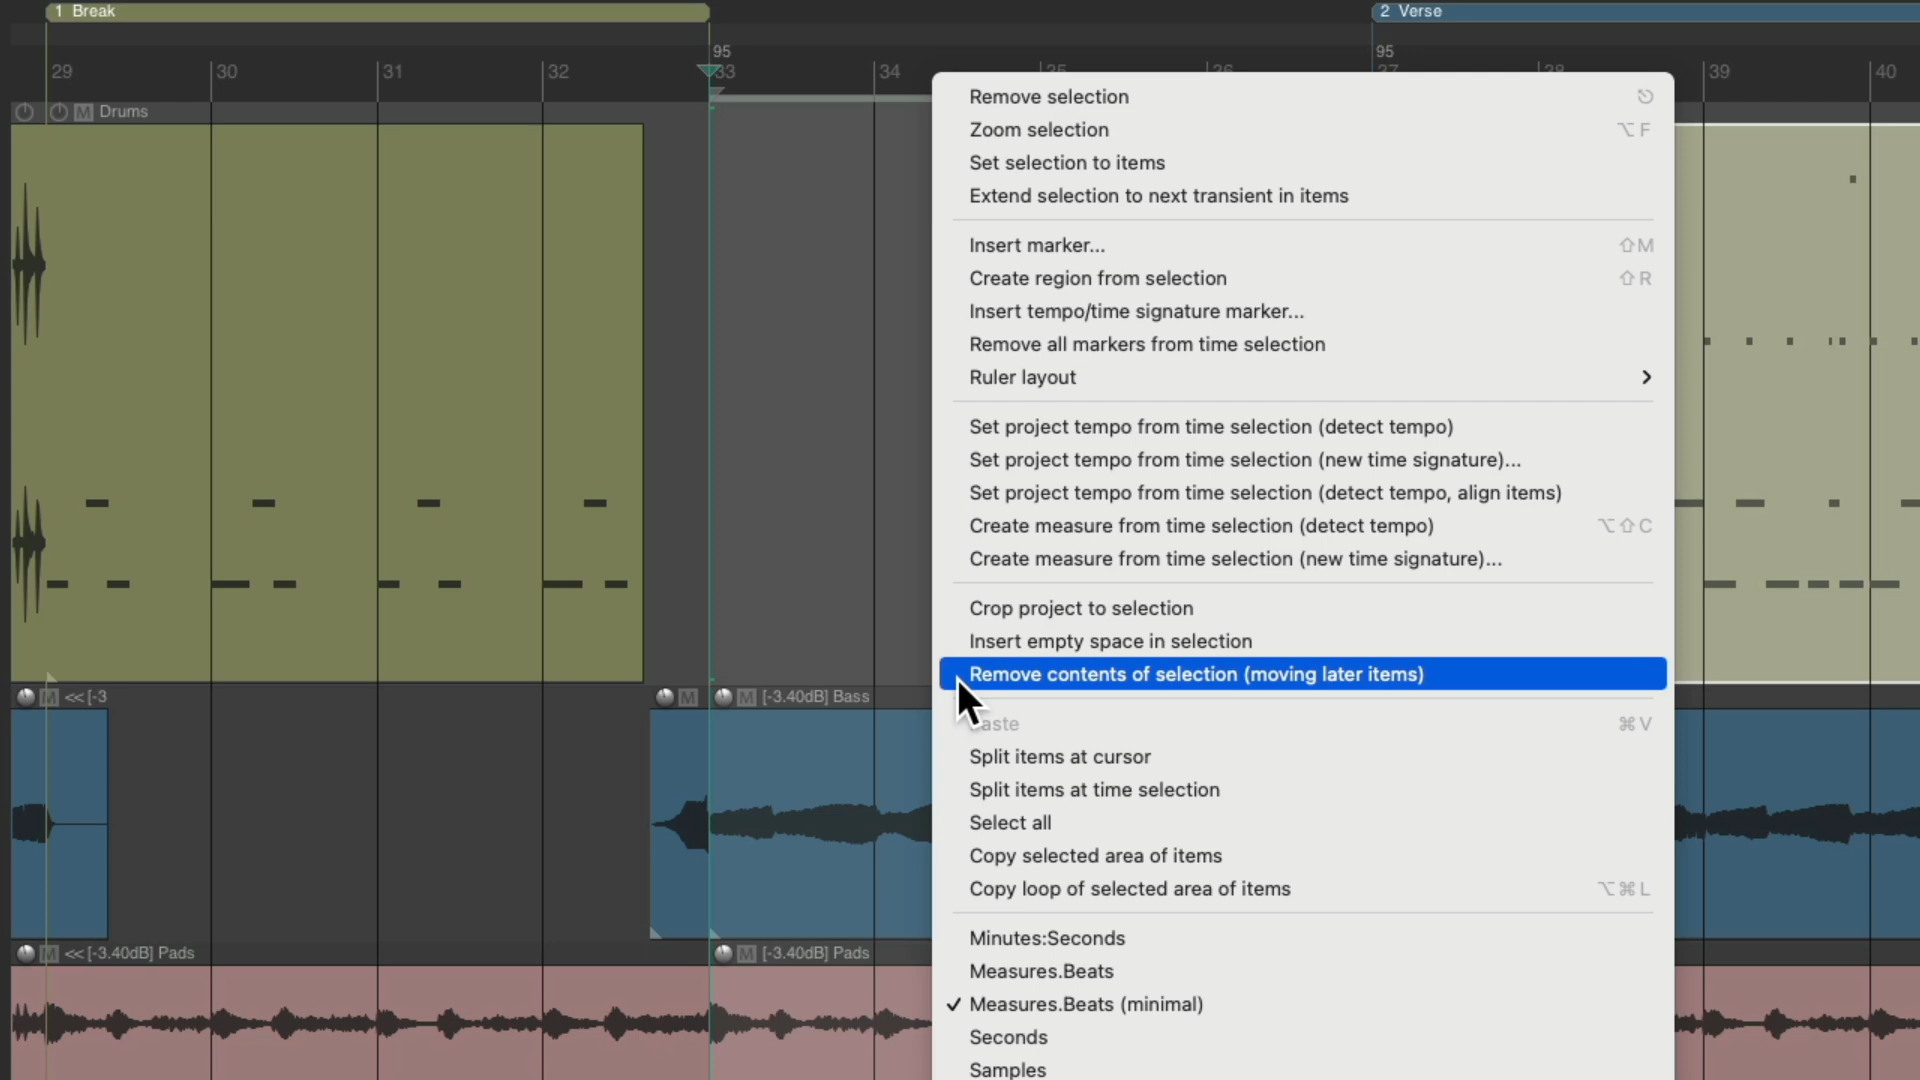 1 Break
2 Verse
95
95
29
30
31
32
33
34
39
40
M Drums
Remove selection
Zoom selection ⌥ F
Set selection to items
Extend selection to next transient in items
Insert marker... ⇧M
Create region from selection ⇧R
Insert tempo/time signature marker...
Remove all markers from time selection
Ruler layout
Set project tempo from time selection (detect tempo)
Set project tempo from time selection (new time signature)...
Set project tempo from time selection (detect tempo, align items)
Create measure from time selection (detect tempo) ⌥⇧C
Create measure from time selection (new time signature)...
Crop project to selection
Insert empty space in selection
Remove contents of selection (moving later items)
⌘V
Split items at cursor
Split items at time selection
Select all
Copy selected area of items
Copy loop of selected area of items ⌥⌘L
Minutes:Seconds
Measures.Beats
✓ Measures.Beats (minimal)
Seconds
Samples
M <<[-3
M
M [-3.40dB] Bass
M <<[-3.40dB] Pads
M [-3.40dB] Pads